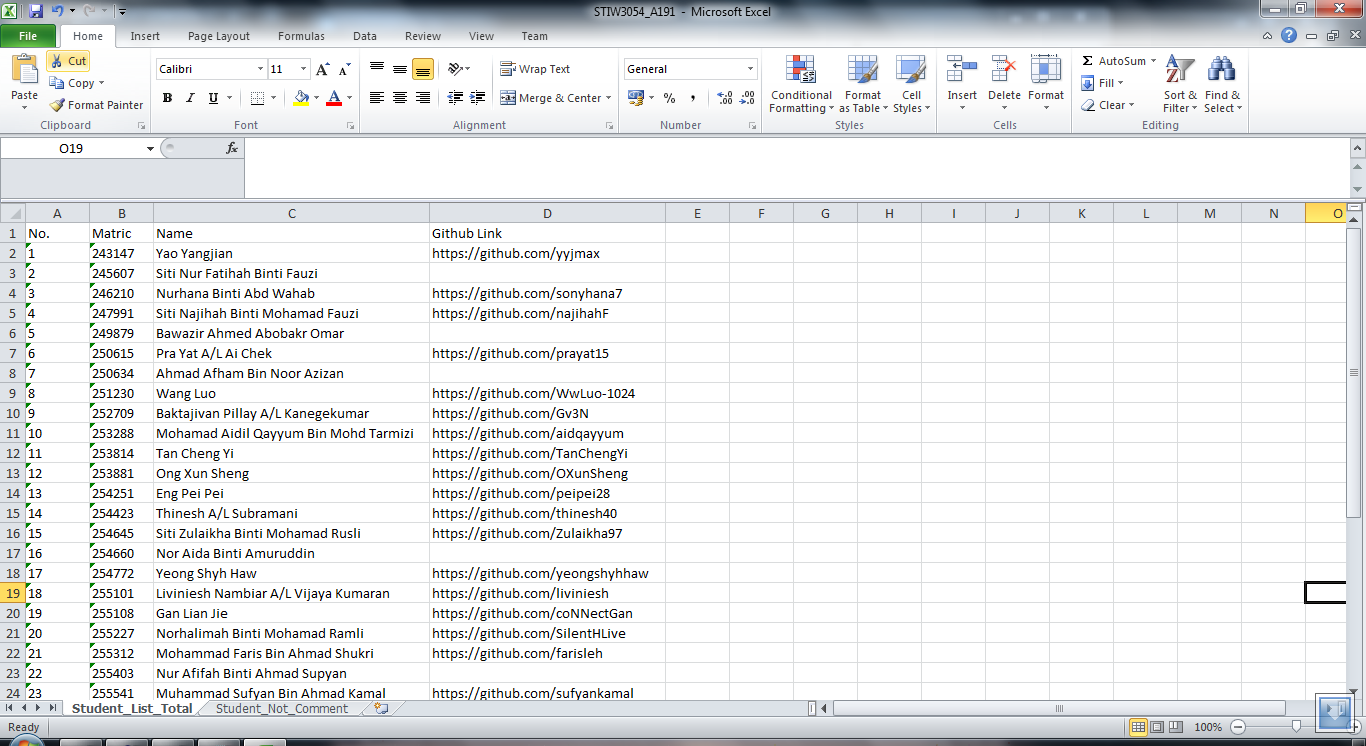 STIW3054_A191 - Microsoft Excel
File Home Insert Page Layout Formulas Data Review View Team
Paste Cut Copy Format Painter
Calibri 11
B I U A
Wrap Text
Merge & Center
General
% ,
Conditional Formatting Format as Table Cell Styles
Insert Delete Format
Σ AutoSum Fill Clear
Sort & Filter Find & Select
Clipboard Font Alignment Number Styles Cells Editing
O19 fx
A B C D E F G H I J K L M N O
1 No. Matric Name Github Link
2 1 243147 Yao Yangjian https://github.com/yyjmax
3 2 245607 Siti Nur Fatihah Binti Fauzi
4 3 246210 Nurhana Binti Abd Wahab https://github.com/sonyhana7
5 4 247991 Siti Najihah Binti Mohamad Fauzi https://github.com/najihahF
6 5 249879 Bawazir Ahmed Abobakr Omar
7 6 250615 Pra Yat A/L Ai Chek https://github.com/prayat15
8 7 250634 Ahmad Afham Bin Noor Azizan
9 8 251230 Wang Luo https://github.com/WwLuo-1024
10 9 252709 Baktajivan Pillay A/L Kanegekumar https://github.com/Gv3N
11 10 253288 Mohamad Aidil Qayyum Bin Mohd Tarmizi https://github.com/aidqayyum
12 11 253814 Tan Cheng Yi https://github.com/TanChengYi
13 12 253881 Ong Xun Sheng https://github.com/OXunSheng
14 13 254251 Eng Pei Pei https://github.com/peipei28
15 14 254423 Thinesh A/L Subramani https://github.com/thinesh40
16 15 254645 Siti Zulaikha Binti Mohamad Rusli https://github.com/Zulaikha97
17 16 254660 Nor Aida Binti Amuruddin
18 17 254772 Yeong Shyh Haw https://github.com/yeongshyhhaw
19 18 255101 Liviniesh Nambiar A/L Vijaya Kumaran https://github.com/liviniesh
20 19 255108 Gan Lian Jie https://github.com/coNNectGan
21 20 255227 Norhalimah Binti Mohamad Ramli https://github.com/SilentHLive
22 21 255312 Mohammad Faris Bin Ahmad Shukri https://github.com/farisleh
23 22 255403 Nur Afifah Binti Ahmad Supyan
24 23 255541 Muhammad Sufyan Bin Ahmad Kamal https://github.com/sufyankamal
Student_List_Total Student_Not_Comment
Ready 100%